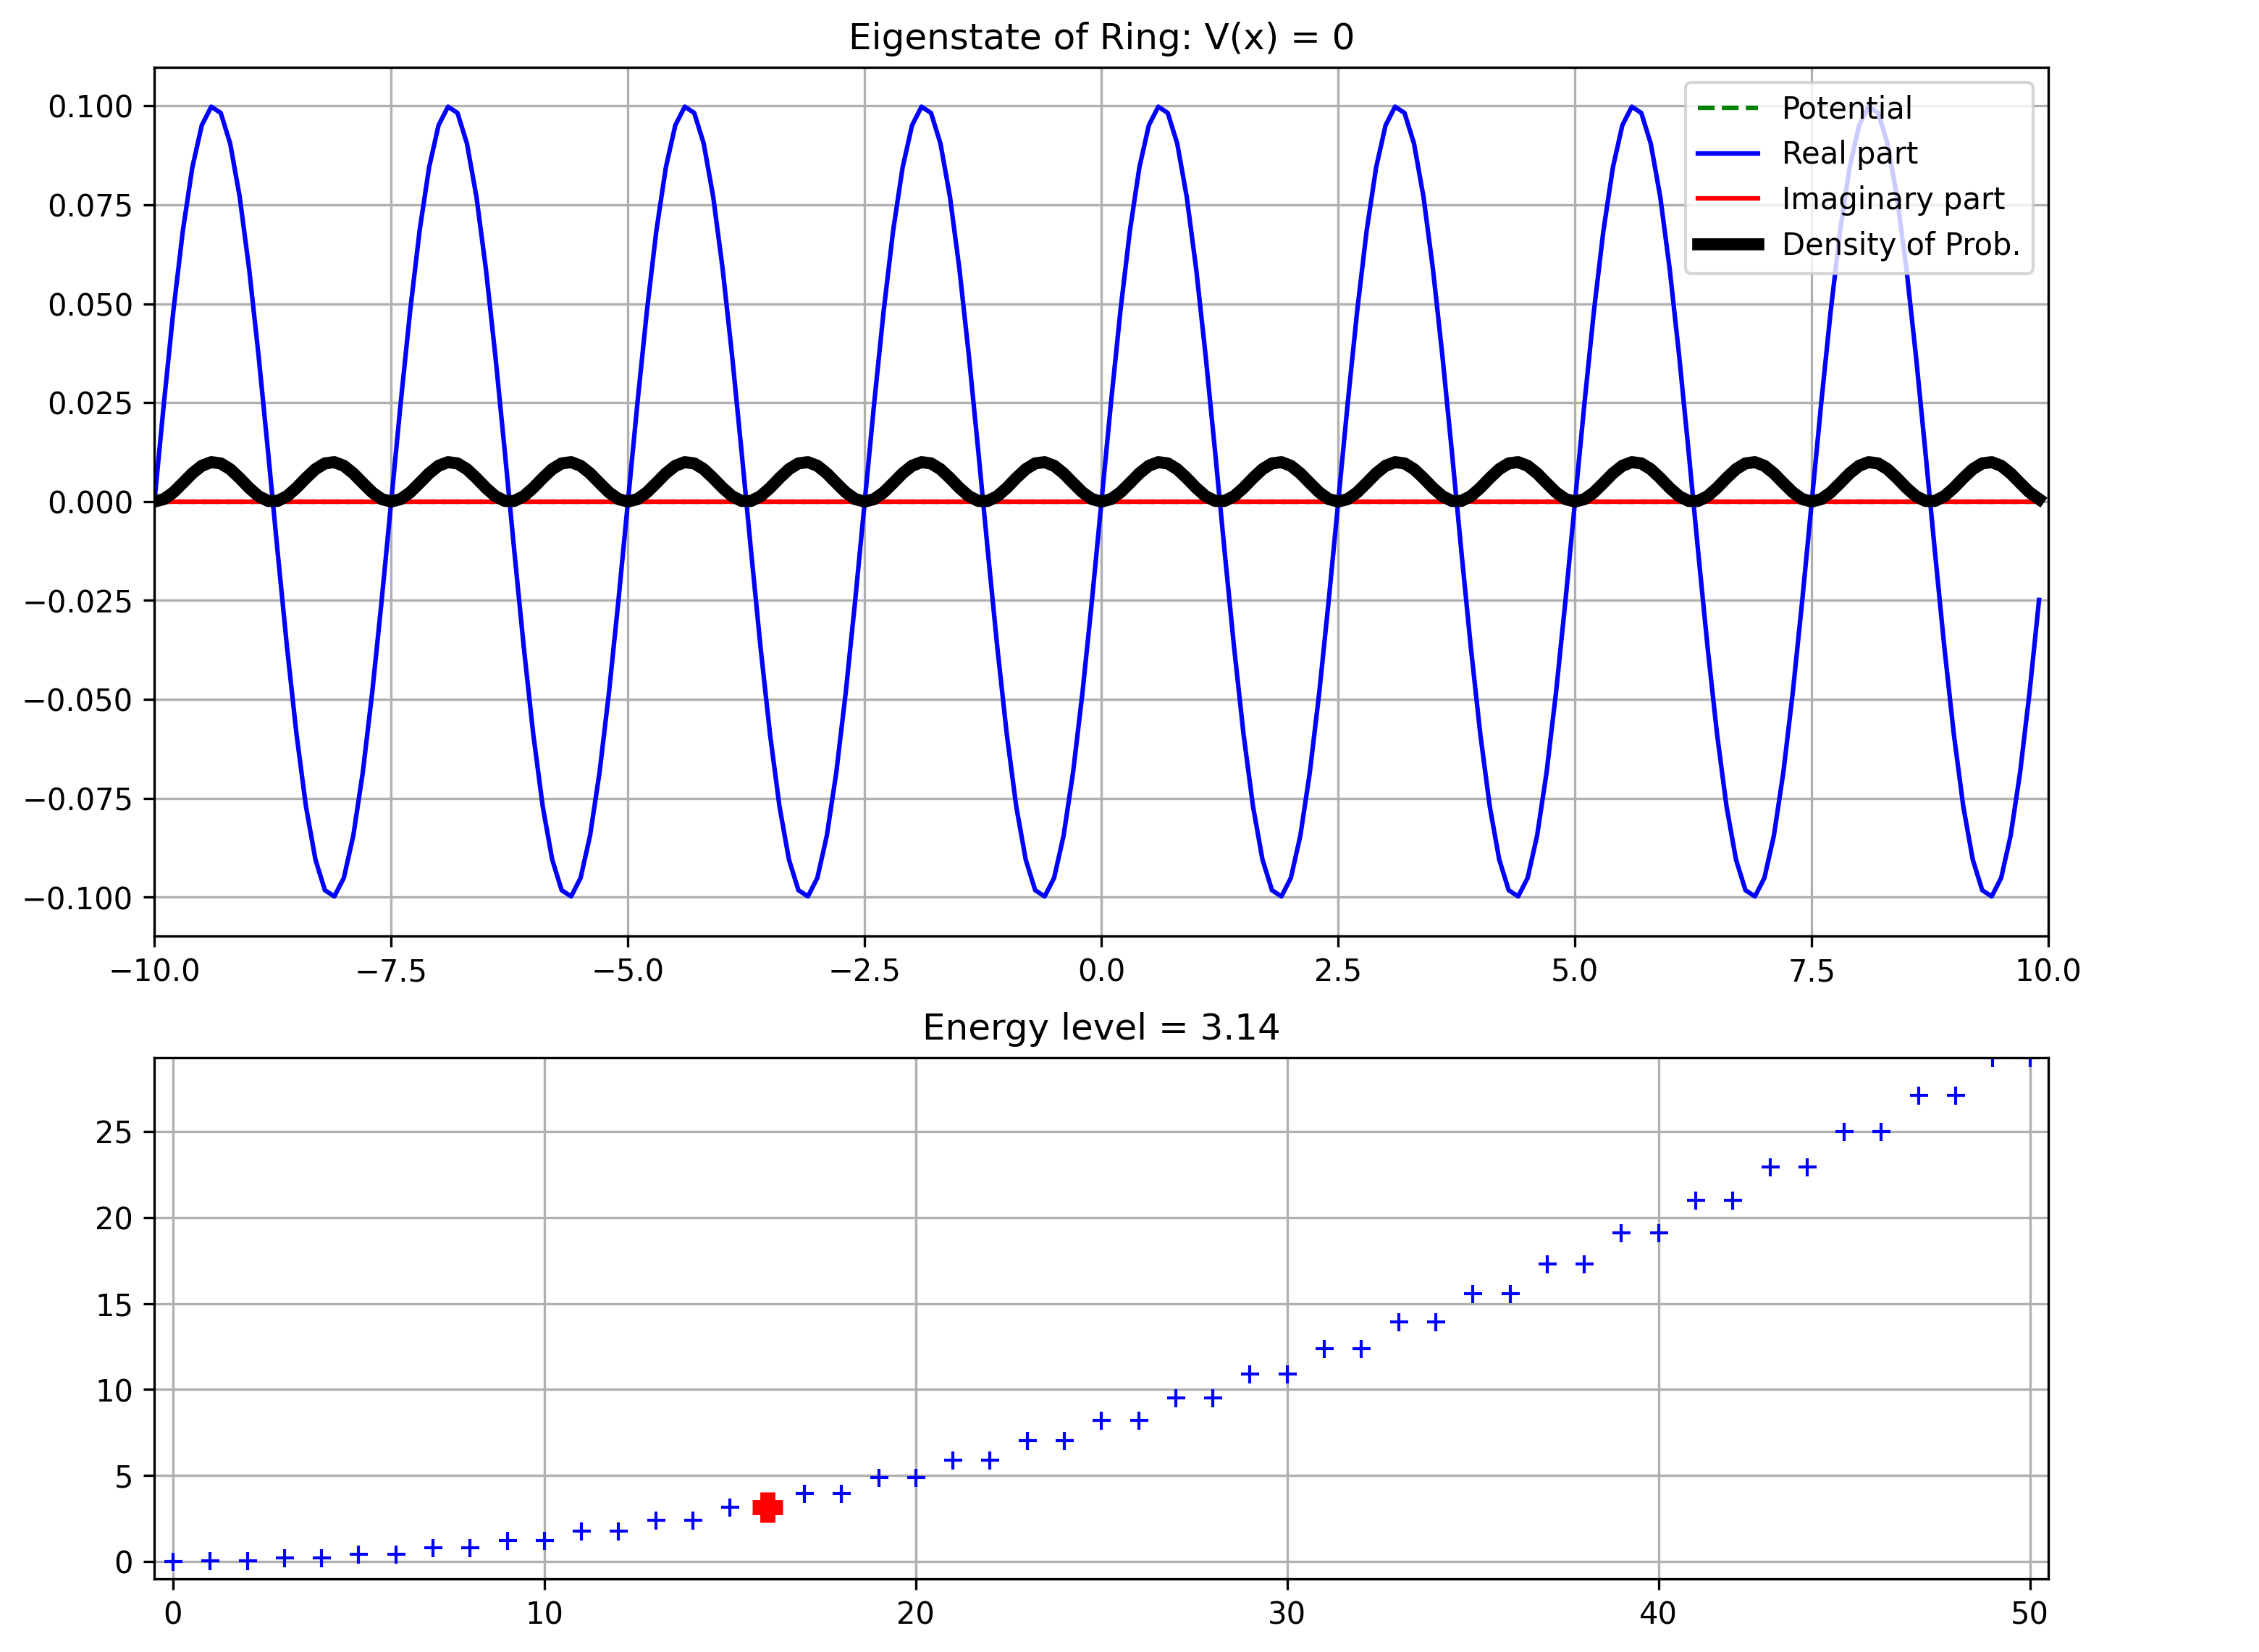 Eigenstate of Ring: V(x) = 0
0.100
0.075
0.050
0.025
0.000
−0.025
−0.050
−0.075
−0.100
Potential
Real part
Imaginary part
Density of Prob.
−10.0 −7.5 −5.0 −2.5 0.0 2.5 5.0 7.5 10.0
Energy level = 3.14
25
20
15
10
5
0
0 10 20 30 40 50